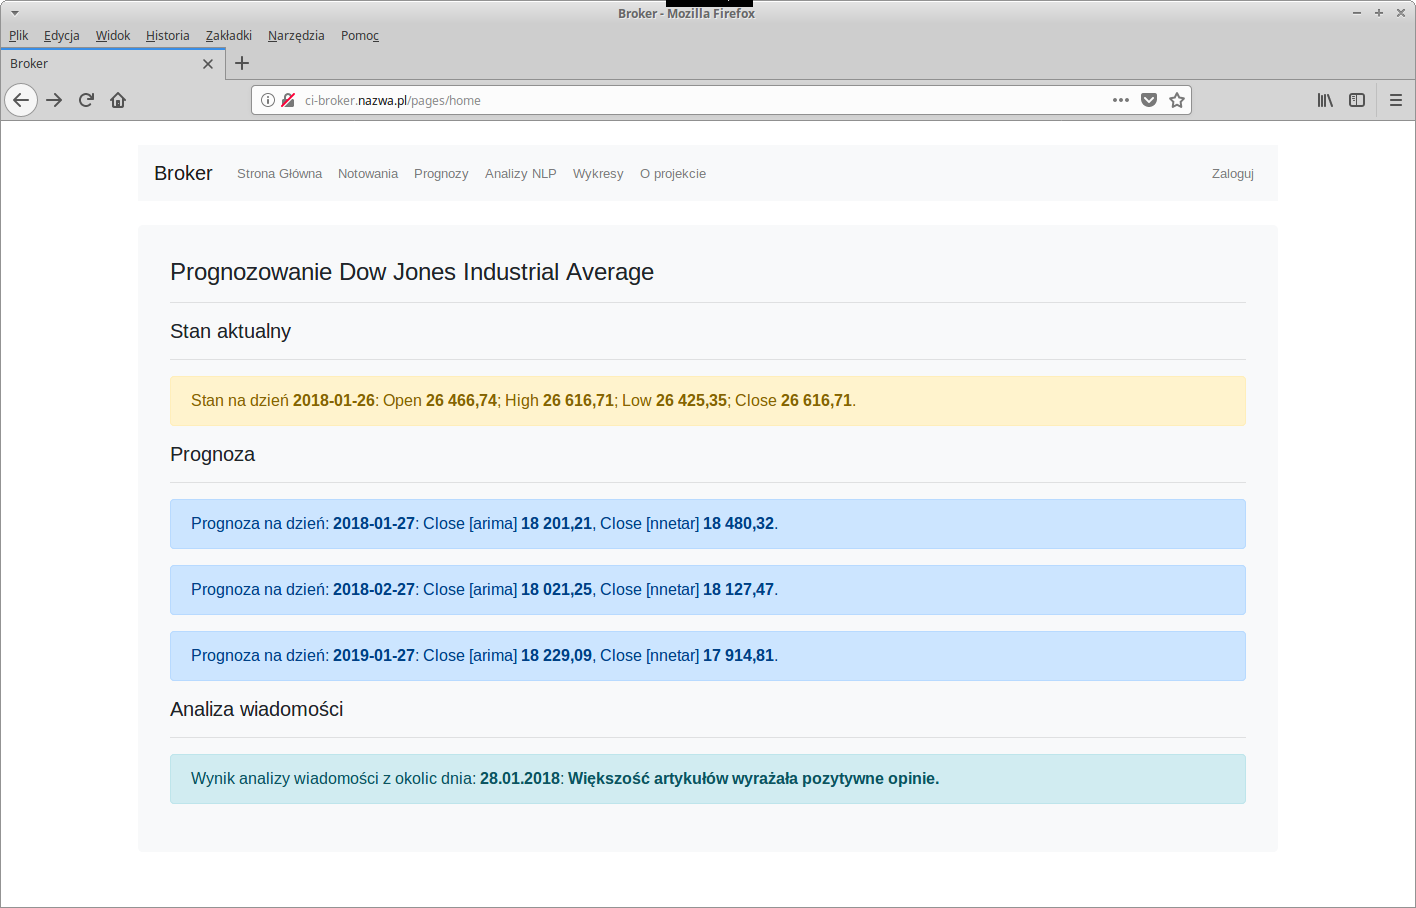 Broker - Mozilla Firefox
Plik Edycja Widok Historia Zakładki Narzędzia Pomoc
Broker
ci-broker.nazwa.pl/pages/home
Broker Strona Główna Notowania Prognozy Analizy NLP Wykresy O projekcie Zaloguj
Prognozowanie Dow Jones Industrial Average
Stan aktualny
Stan na dzień 2018-01-26: Open 26 466,74; High 26 616,71; Low 26 425,35; Close 26 616,71.
Prognoza
Prognoza na dzień: 2018-01-27: Close [arima] 18 201,21, Close [nnetar] 18 480,32.
Prognoza na dzień: 2018-02-27: Close [arima] 18 021,25, Close [nnetar] 18 127,47.
Prognoza na dzień: 2019-01-27: Close [arima] 18 229,09, Close [nnetar] 17 914,81.
Analiza wiadomości
Wynik analizy wiadomości z okolic dnia: 28.01.2018: Większość artykułów wyrażała pozytywne opinie.